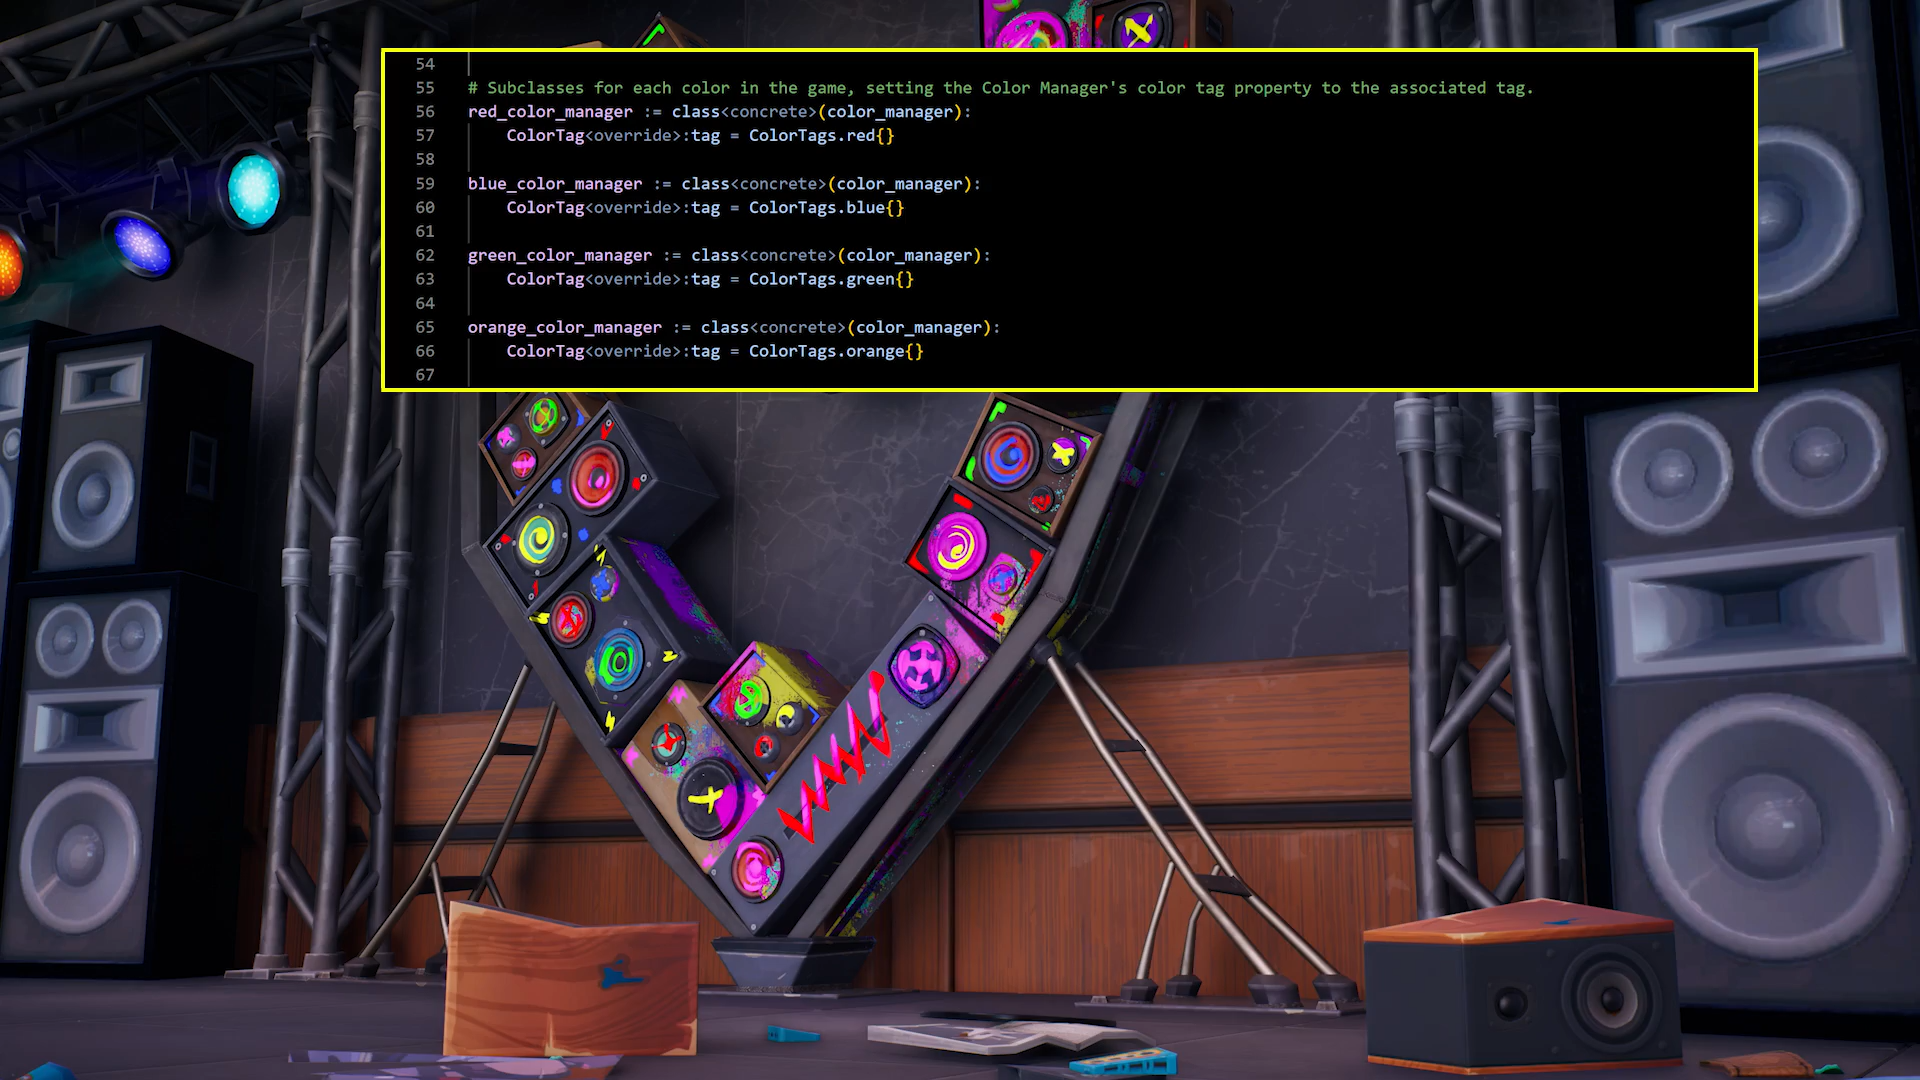 54
55 # Subclasses for each color in the game, setting the Color Manager's color tag property to the associated tag.
56 red_color_manager := class<concrete>(color_manager):
57 ColorTag<override>:tag = ColorTags.red{}
58
59 blue_color_manager := class<concrete>(color_manager):
60 ColorTag<override>:tag = ColorTags.blue{}
61
62 green_color_manager := class<concrete>(color_manager):
63 ColorTag<override>:tag = ColorTags.green{}
64
65 orange_color_manager := class<concrete>(color_manager):
66 ColorTag<override>:tag = ColorTags.orange{}
67